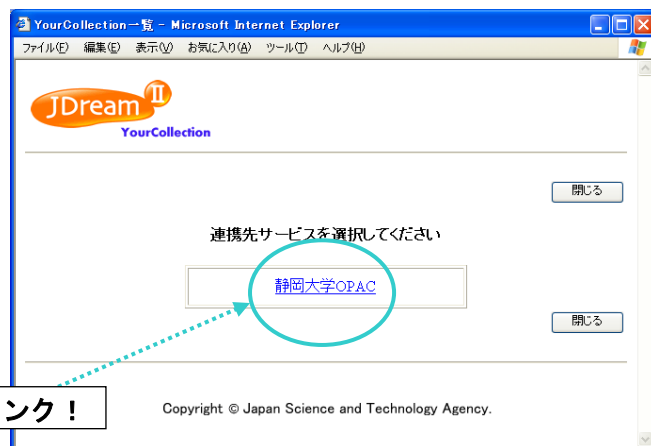 YourCollection一覧 - Microsoft Internet Explorer
ファイル(F) 編集(E) 表示(V) お気に入り(A) ツール(T) ヘルプ(H)
JDream II
YourCollection
閉じる
連携先サービスを選択してください
静岡大学OPAC
閉じる
ンク！
Copyright © Japan Science and Technology Agency.